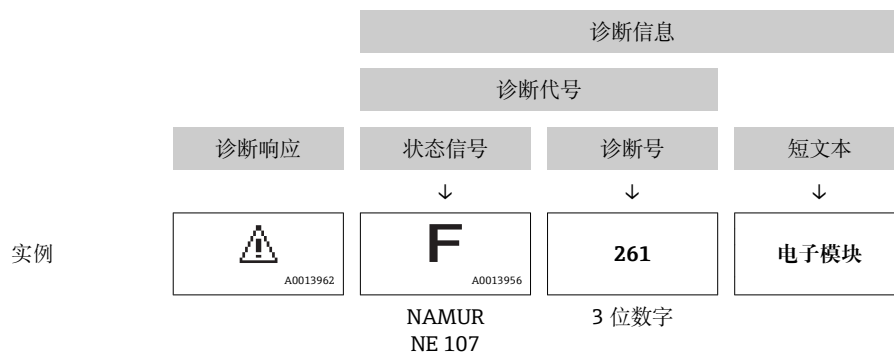 诊断信息
诊断代号
诊断响应 状态信号 诊断号 短文本
↓ ↓ ↓
实例 F 261 电子模块
A0013962 A0013956
NAMUR 3 位数字
NE 107